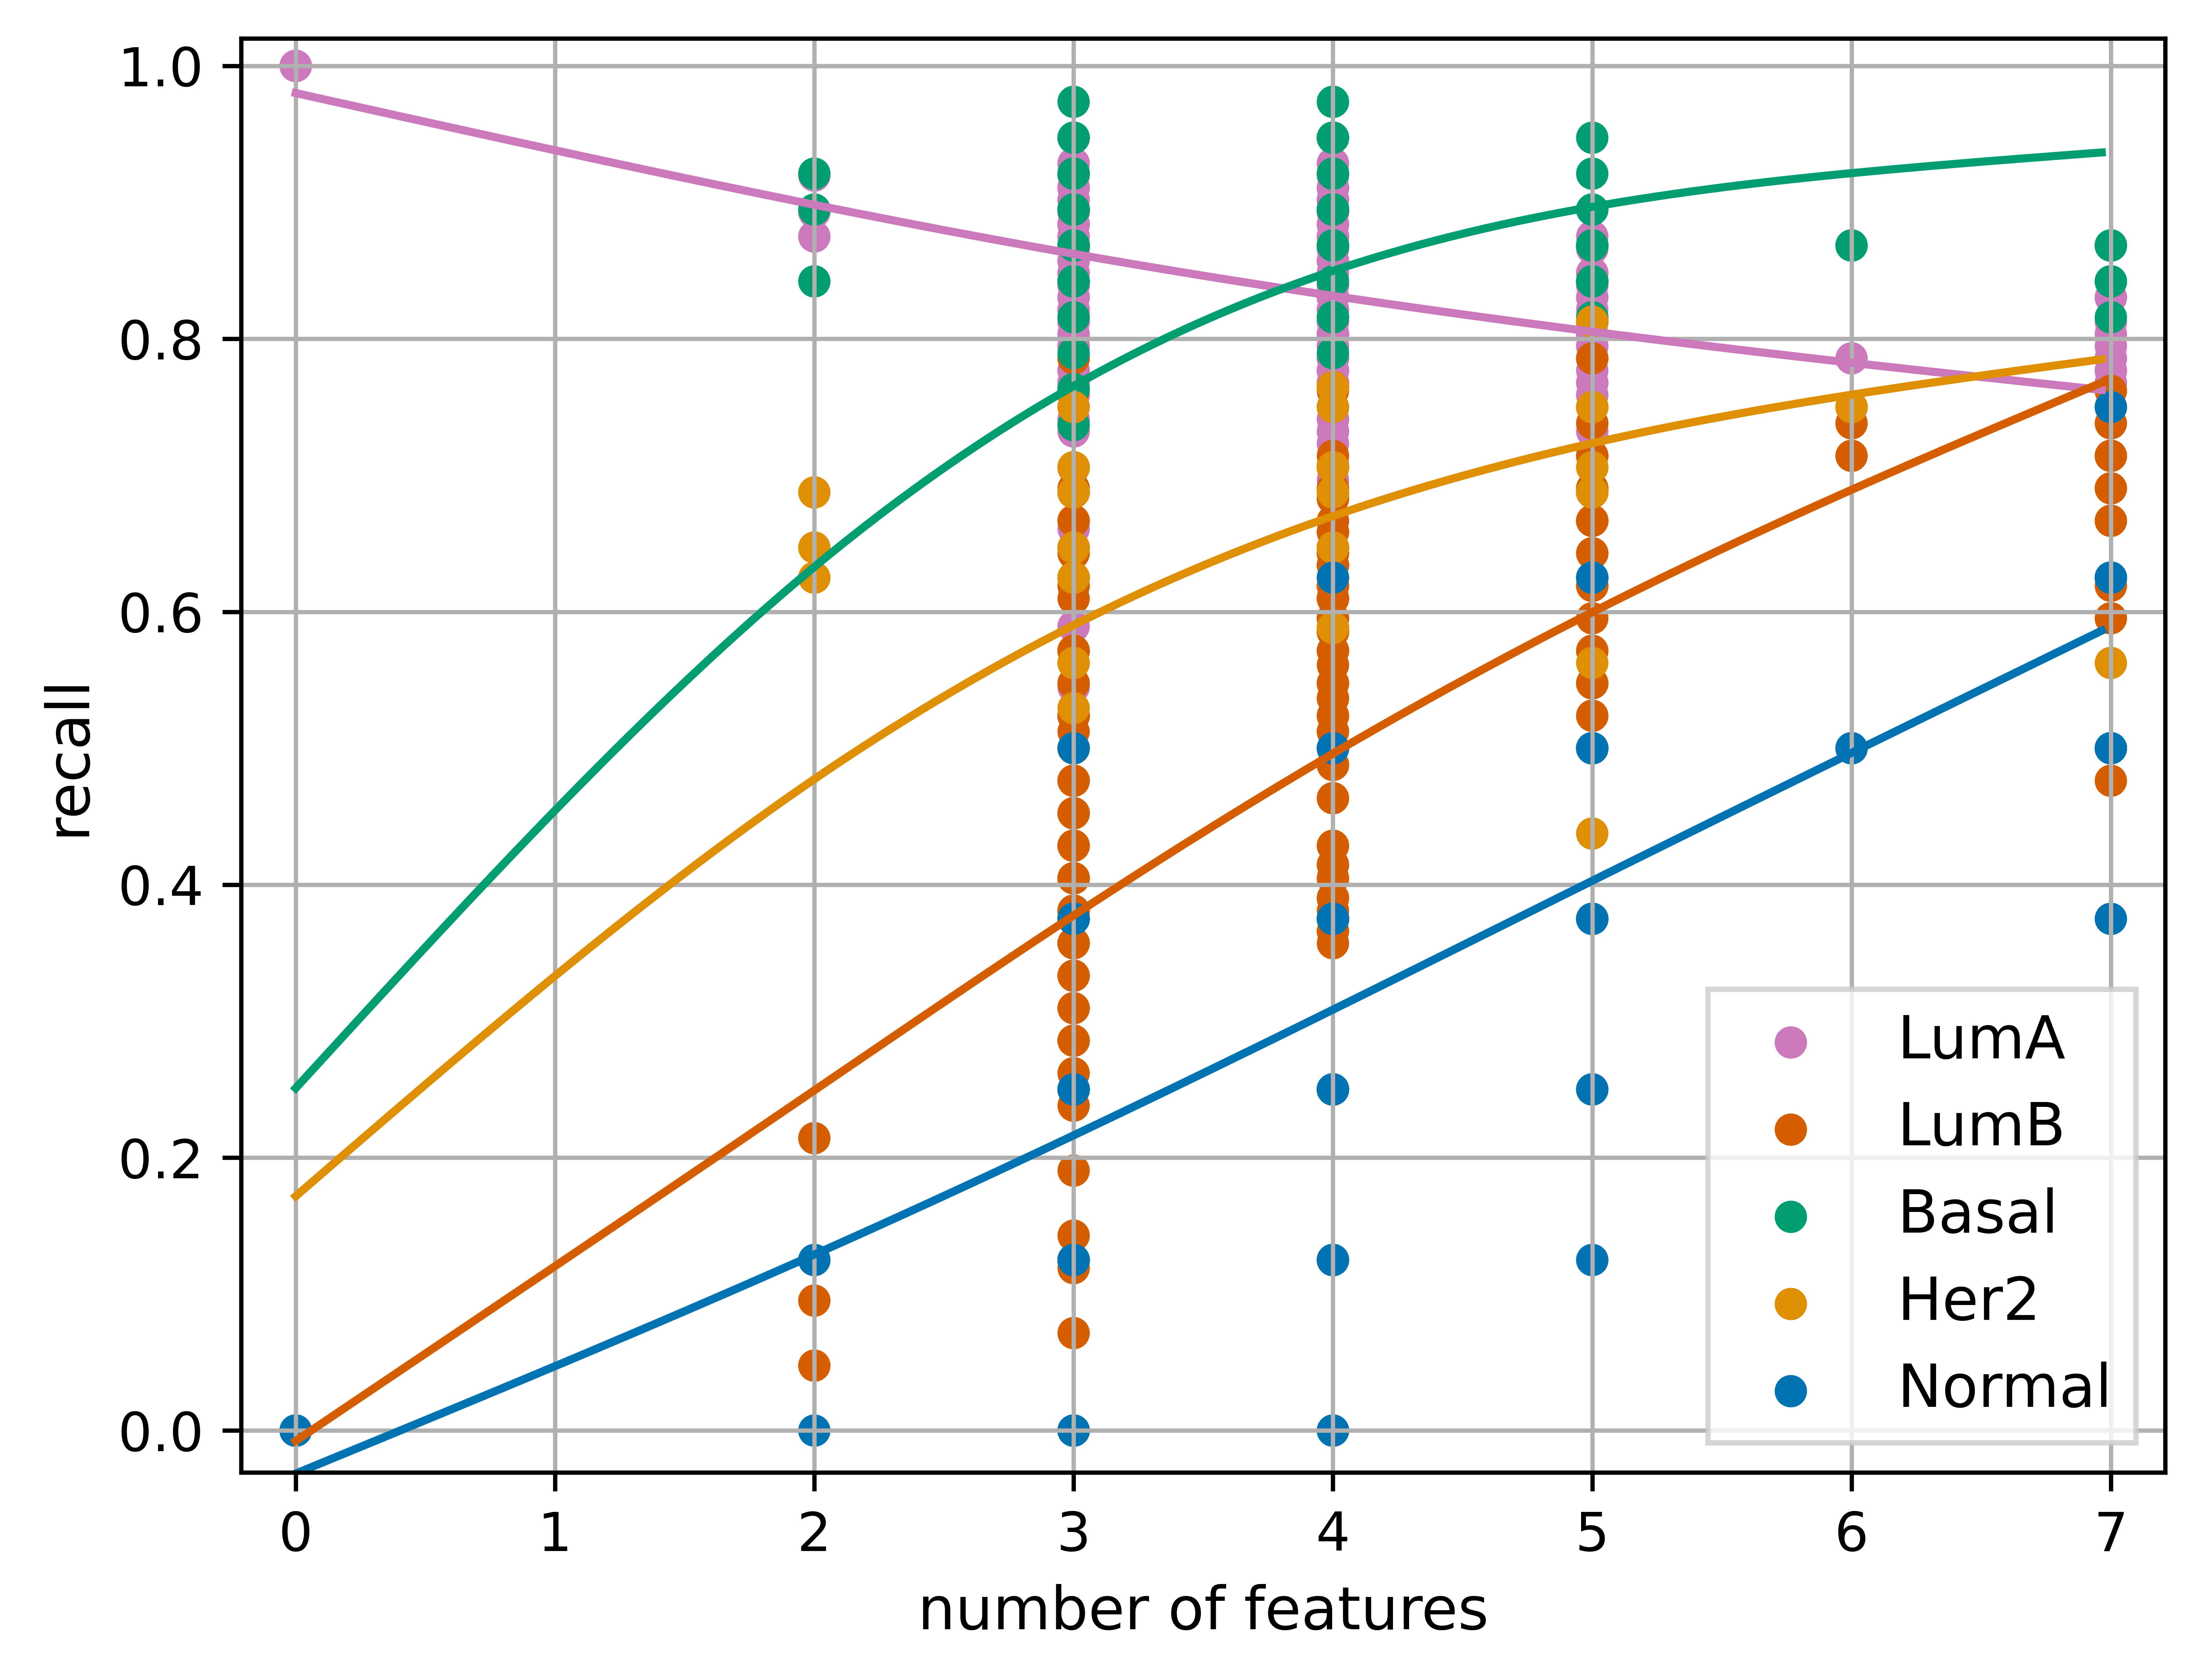 1.0
0.8
0.6
0.4
0.2
0.0
recall
0 1 2 3 4 5 6 7
number of features
LumA
LumB
Basal
Her2
Normal